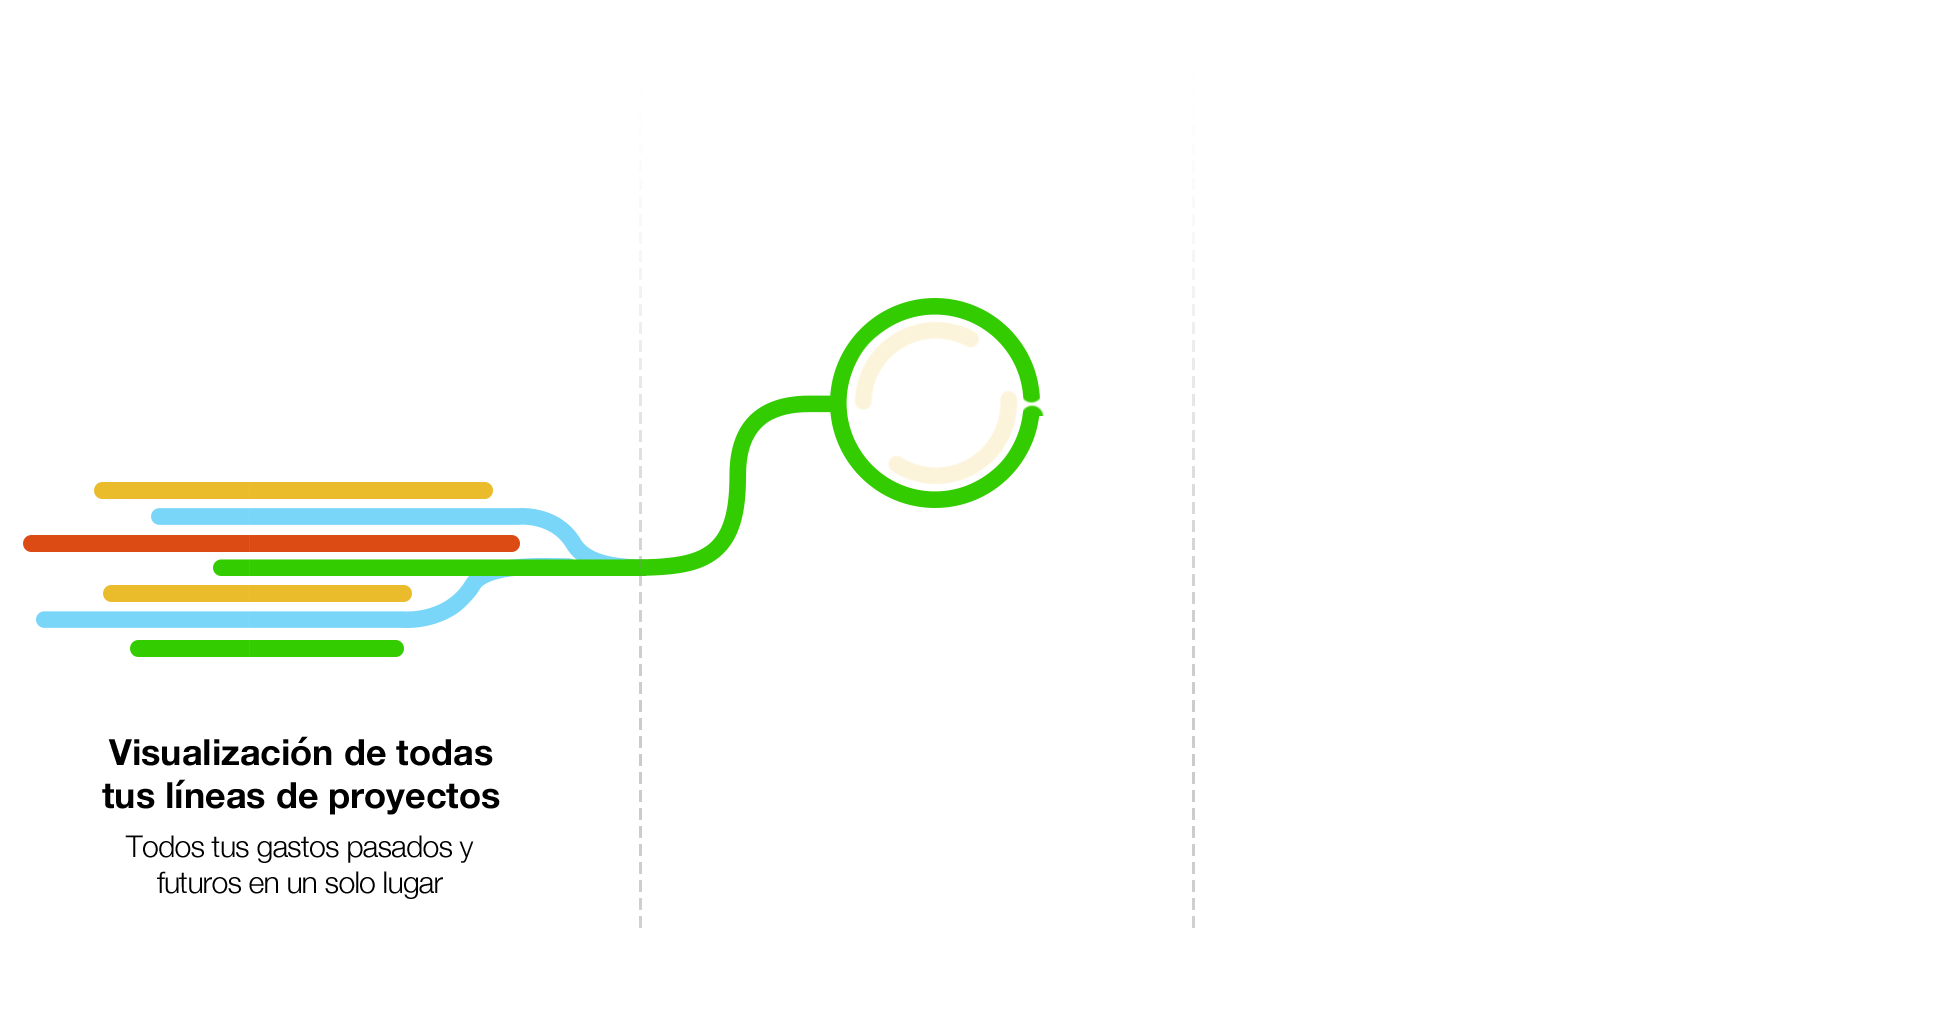 Visualización de todas
tus líneas de proyectos
Todos tus gastos pasados y
futuros en un solo lugar